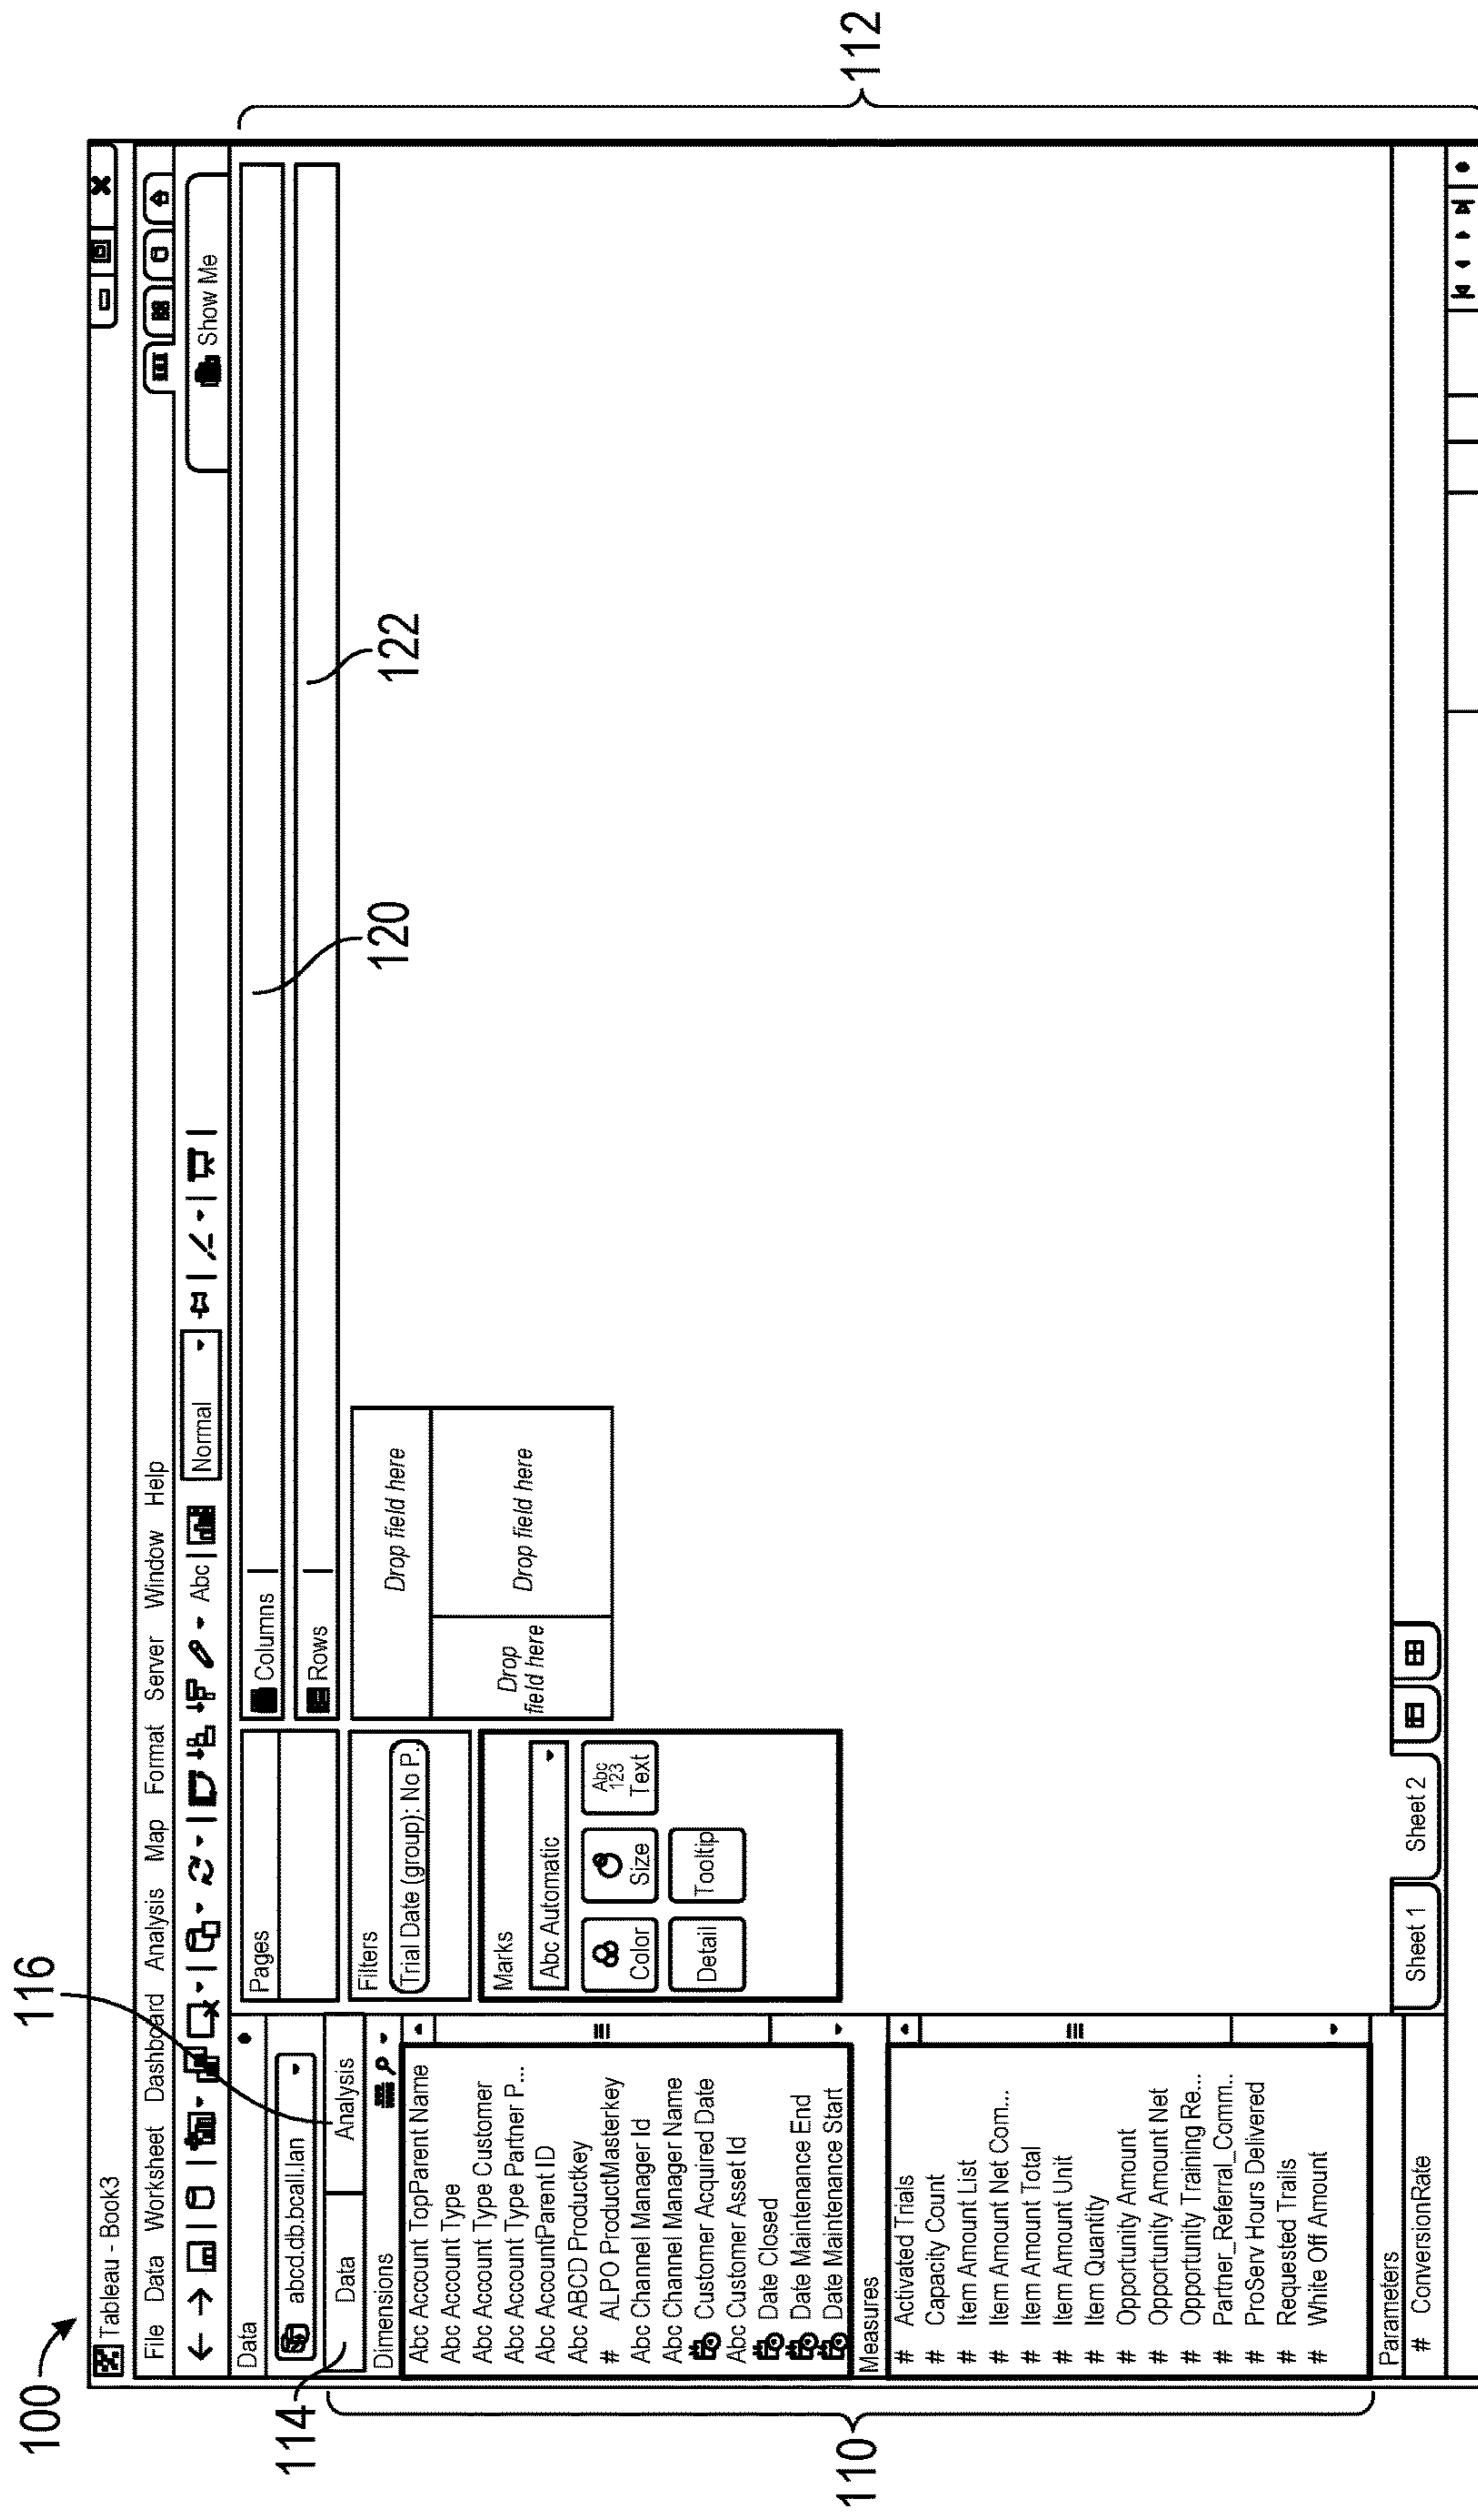 100
116
Tableau - Book3
File Data Worksheet Dashboard Analysis Map Format Server Window Help
Abc
Normal
Show Me
Data
abcd.db.bocall.lan
114
Data
Analysis
Dimensions
Abc Account TopParent Name
Abc Account Type
Abc Account Type Customer
Abc Account Type Partner P...
Abc AccountParent ID
Abc ABCD Productkey
# ALPO ProductMasterkey
Abc Channel Manager Id
Abc Channel Manager Name
Customer Acquired Date
Abc Customer Asset Id
Date Closed
Date Maintenance End
Date Maintenance Start
110
Measures
# Activated Trials
# Capacity Count
# Item Amount List
# Item Amount Net Com...
# Item Amount Total
# Item Amount Unit
# Item Quantity
# Opportunity Amount
# Opportunity Amount Net
# Opportunity Training Re...
# Partner_Referral_Comm..
# ProServ Hours Delivered
# Requested Trails
# White Off Amount
Parameters
# ConversionRate
Pages
Filters
Trial Date (group): No P.
Marks
Abc Automatic
Color
Size
Abc
123
Text
Detail
Tooltip
Columns
Rows
120
122
Drop field here
Drop
field here
Drop field here
112
Sheet 1
Sheet 2